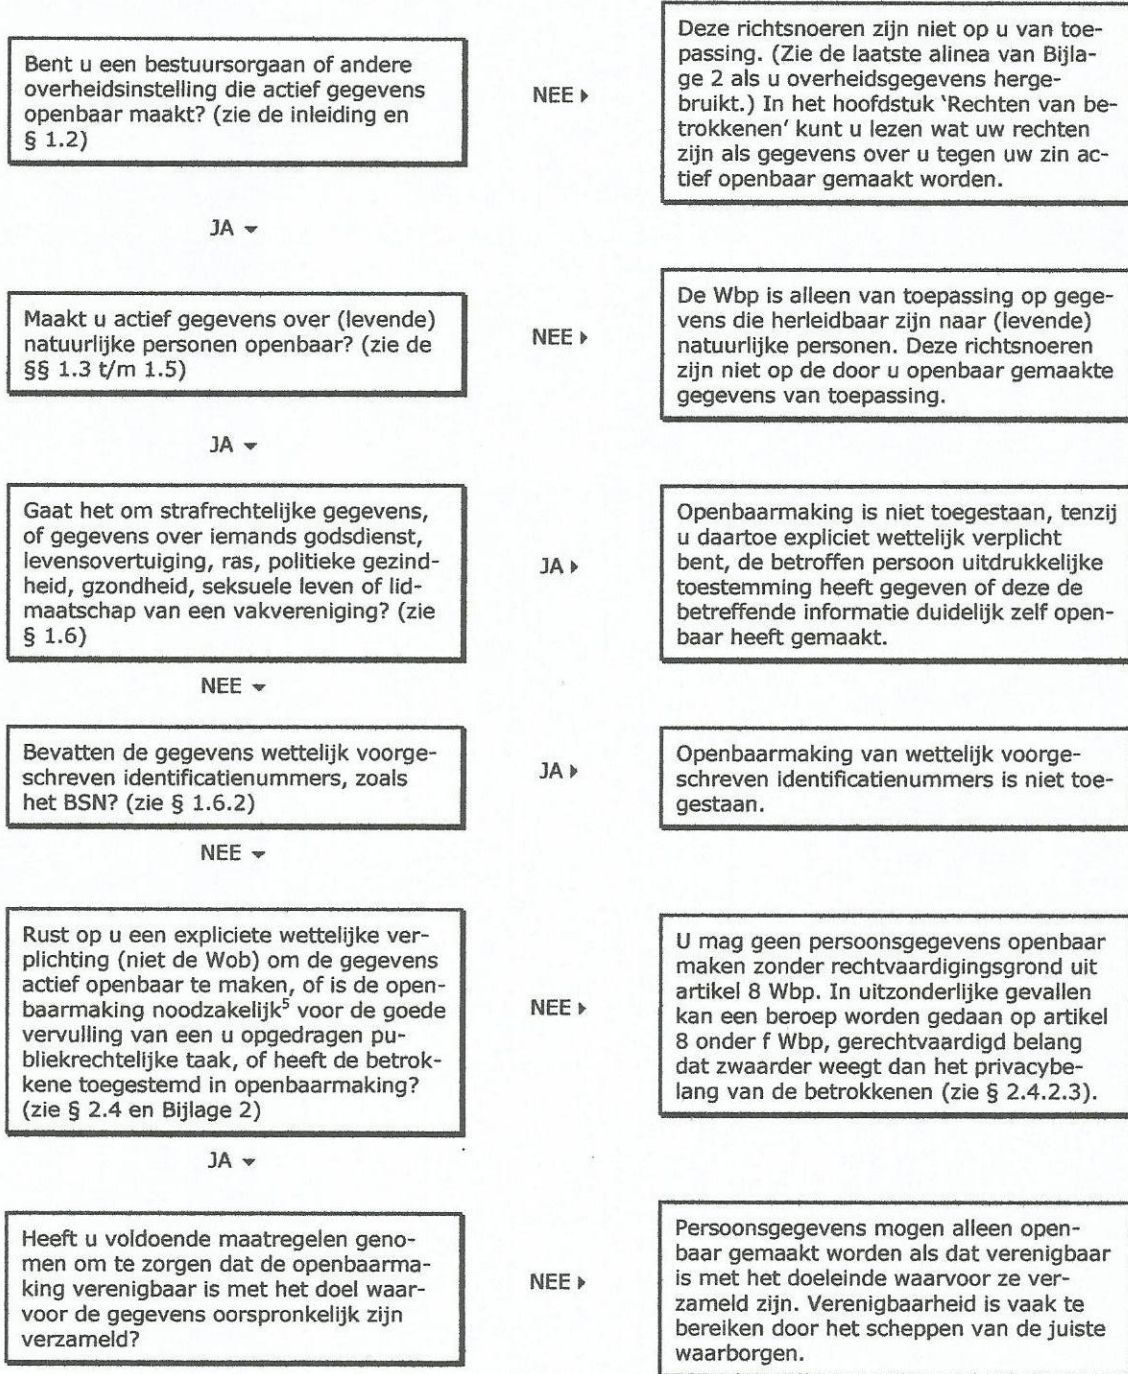 Bent u een bestuursorgaan of andere
overheidsinstelling die actief gegevens
openbaar maakt? (zie de inleiding en
§ 1.2)
NEE ▸
Deze richtsnoeren zijn niet op u van toe-
passing. (Zie de laatste alinea van Bijla-
ge 2 als u overheidsgegevens herge-
bruikt.) In het hoofdstuk ‘Rechten van be-
trokkenen’ kunt u lezen wat uw rechten
zijn als gegevens over u tegen uw zin ac-
tief openbaar gemaakt worden.
JA ▾
Maakt u actief gegevens over (levende)
natuurlijke personen openbaar? (zie de
§§ 1.3 t/m 1.5)
NEE ▸
De Wbp is alleen van toepassing op gege-
vens die herleidbaar zijn naar (levende)
natuurlijke personen. Deze richtsnoeren
zijn niet op de door u openbaar gemaakte
gegevens van toepassing.
JA ▾
Gaat het om strafrechtelijke gegevens,
of gegevens over iemands godsdienst,
levensovertuiging, ras, politieke gezind-
heid, gzondheid, seksuele leven of lid-
maatschap van een vakvereniging? (zie
§ 1.6)
JA ▸
Openbaarmaking is niet toegestaan, tenzij
u daartoe expliciet wettelijk verplicht
bent, de betroffen persoon uitdrukkelijke
toestemming heeft gegeven of deze de
betreffende informatie duidelijk zelf open-
baar heeft gemaakt.
NEE ▾
Bevatten de gegevens wettelijk voorge-
schreven identificatienummers, zoals
het BSN? (zie § 1.6.2)
JA ▸
Openbaarmaking van wettelijk voorge-
schreven identificatienummers is niet toe-
gestaan.
NEE ▾
Rust op u een expliciete wettelijke ver-
plichting (niet de Wob) om de gegevens
actief openbaar te maken, of is de open-
baarmaking noodzakelijk⁵ voor de goede
vervulling van een u opgedragen pu-
bliekrechtelijke taak, of heeft de betrok-
kene toegestemd in openbaarmaking?
(zie § 2.4 en Bijlage 2)
NEE ▸
U mag geen persoonsgegevens openbaar
maken zonder rechtvaardigingsgrond uit
artikel 8 Wbp. In uitzonderlijke gevallen
kan een beroep worden gedaan op artikel
8 onder f Wbp, gerechtvaardigd belang
dat zwaarder weegt dan het privacybe-
lang van de betrokkenen (zie § 2.4.2.3).
JA ▾
Heeft u voldoende maatregelen geno-
men om te zorgen dat de openbaarma-
king verenigbaar is met het doel waar-
voor de gegevens oorspronkelijk zijn
verzameld?
NEE ▸
Persoonsgegevens mogen alleen open-
baar gemaakt worden als dat verenigbaar
is met het doeleinde waarvoor ze ver-
zameld zijn. Verenigbaarheid is vaak te
bereiken door het scheppen van de juiste
waarborgen.